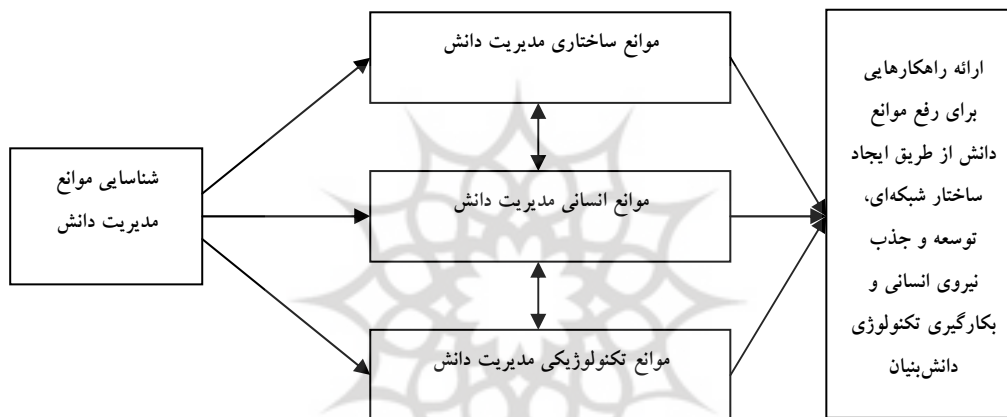 شناسایی موانع
مدیریت دانش
موانع ساختاری مدیریت دانش
موانع انسانی مدیریت دانش
موانع تکنولوژیکی مدیریت دانش
ارائه راهکارهایی
برای رفع موانع
دانش از طریق ایجاد
ساختار شبکه‌ای،
توسعه و جذب
نیروی انسانی و
بکارگیری تکنولوژی
دانش‌بنیان